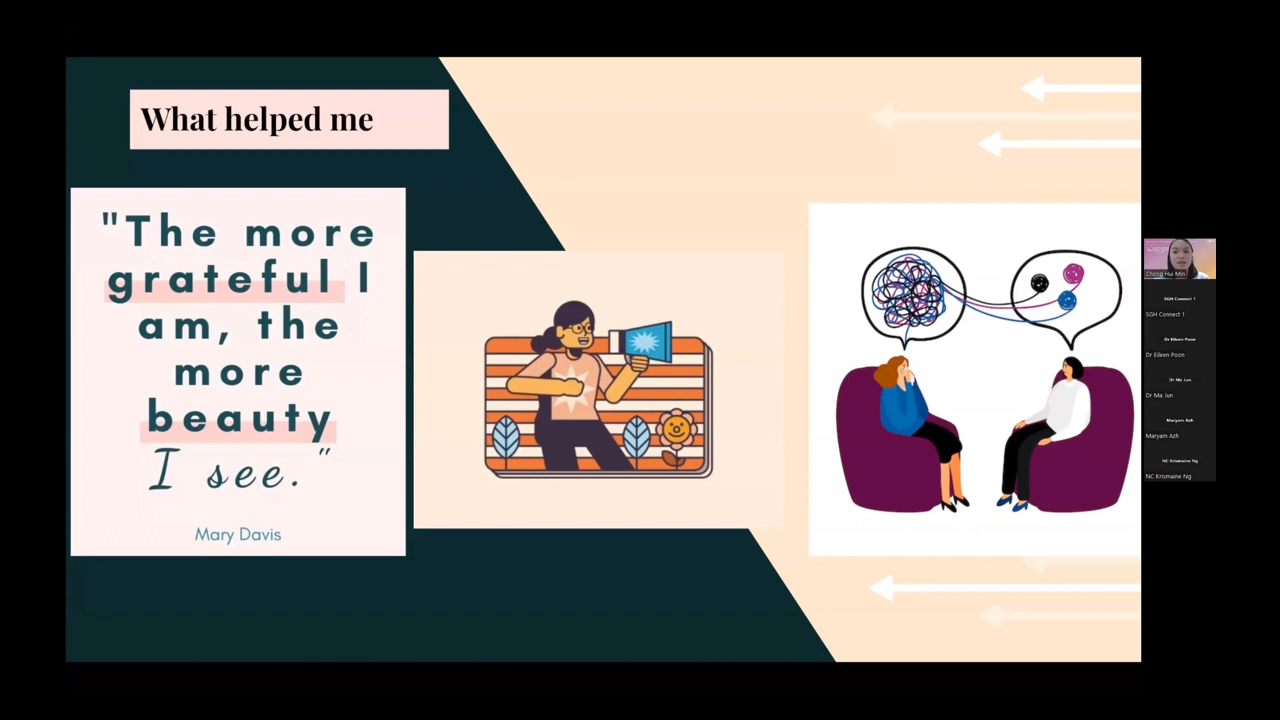 What helped me
"The more
grateful I
am, the
more
beauty
I see."
Mary Davis
Chong Hui Min
SGH Connect 1
SGH Connect 1
Dr Eileen Poon
Dr Eileen Poon
Dr Ma Jun
Dr Ma Jun
Maryam Azh
Maryam Azh
NC Krismaine Ng
NC Krismaine Ng